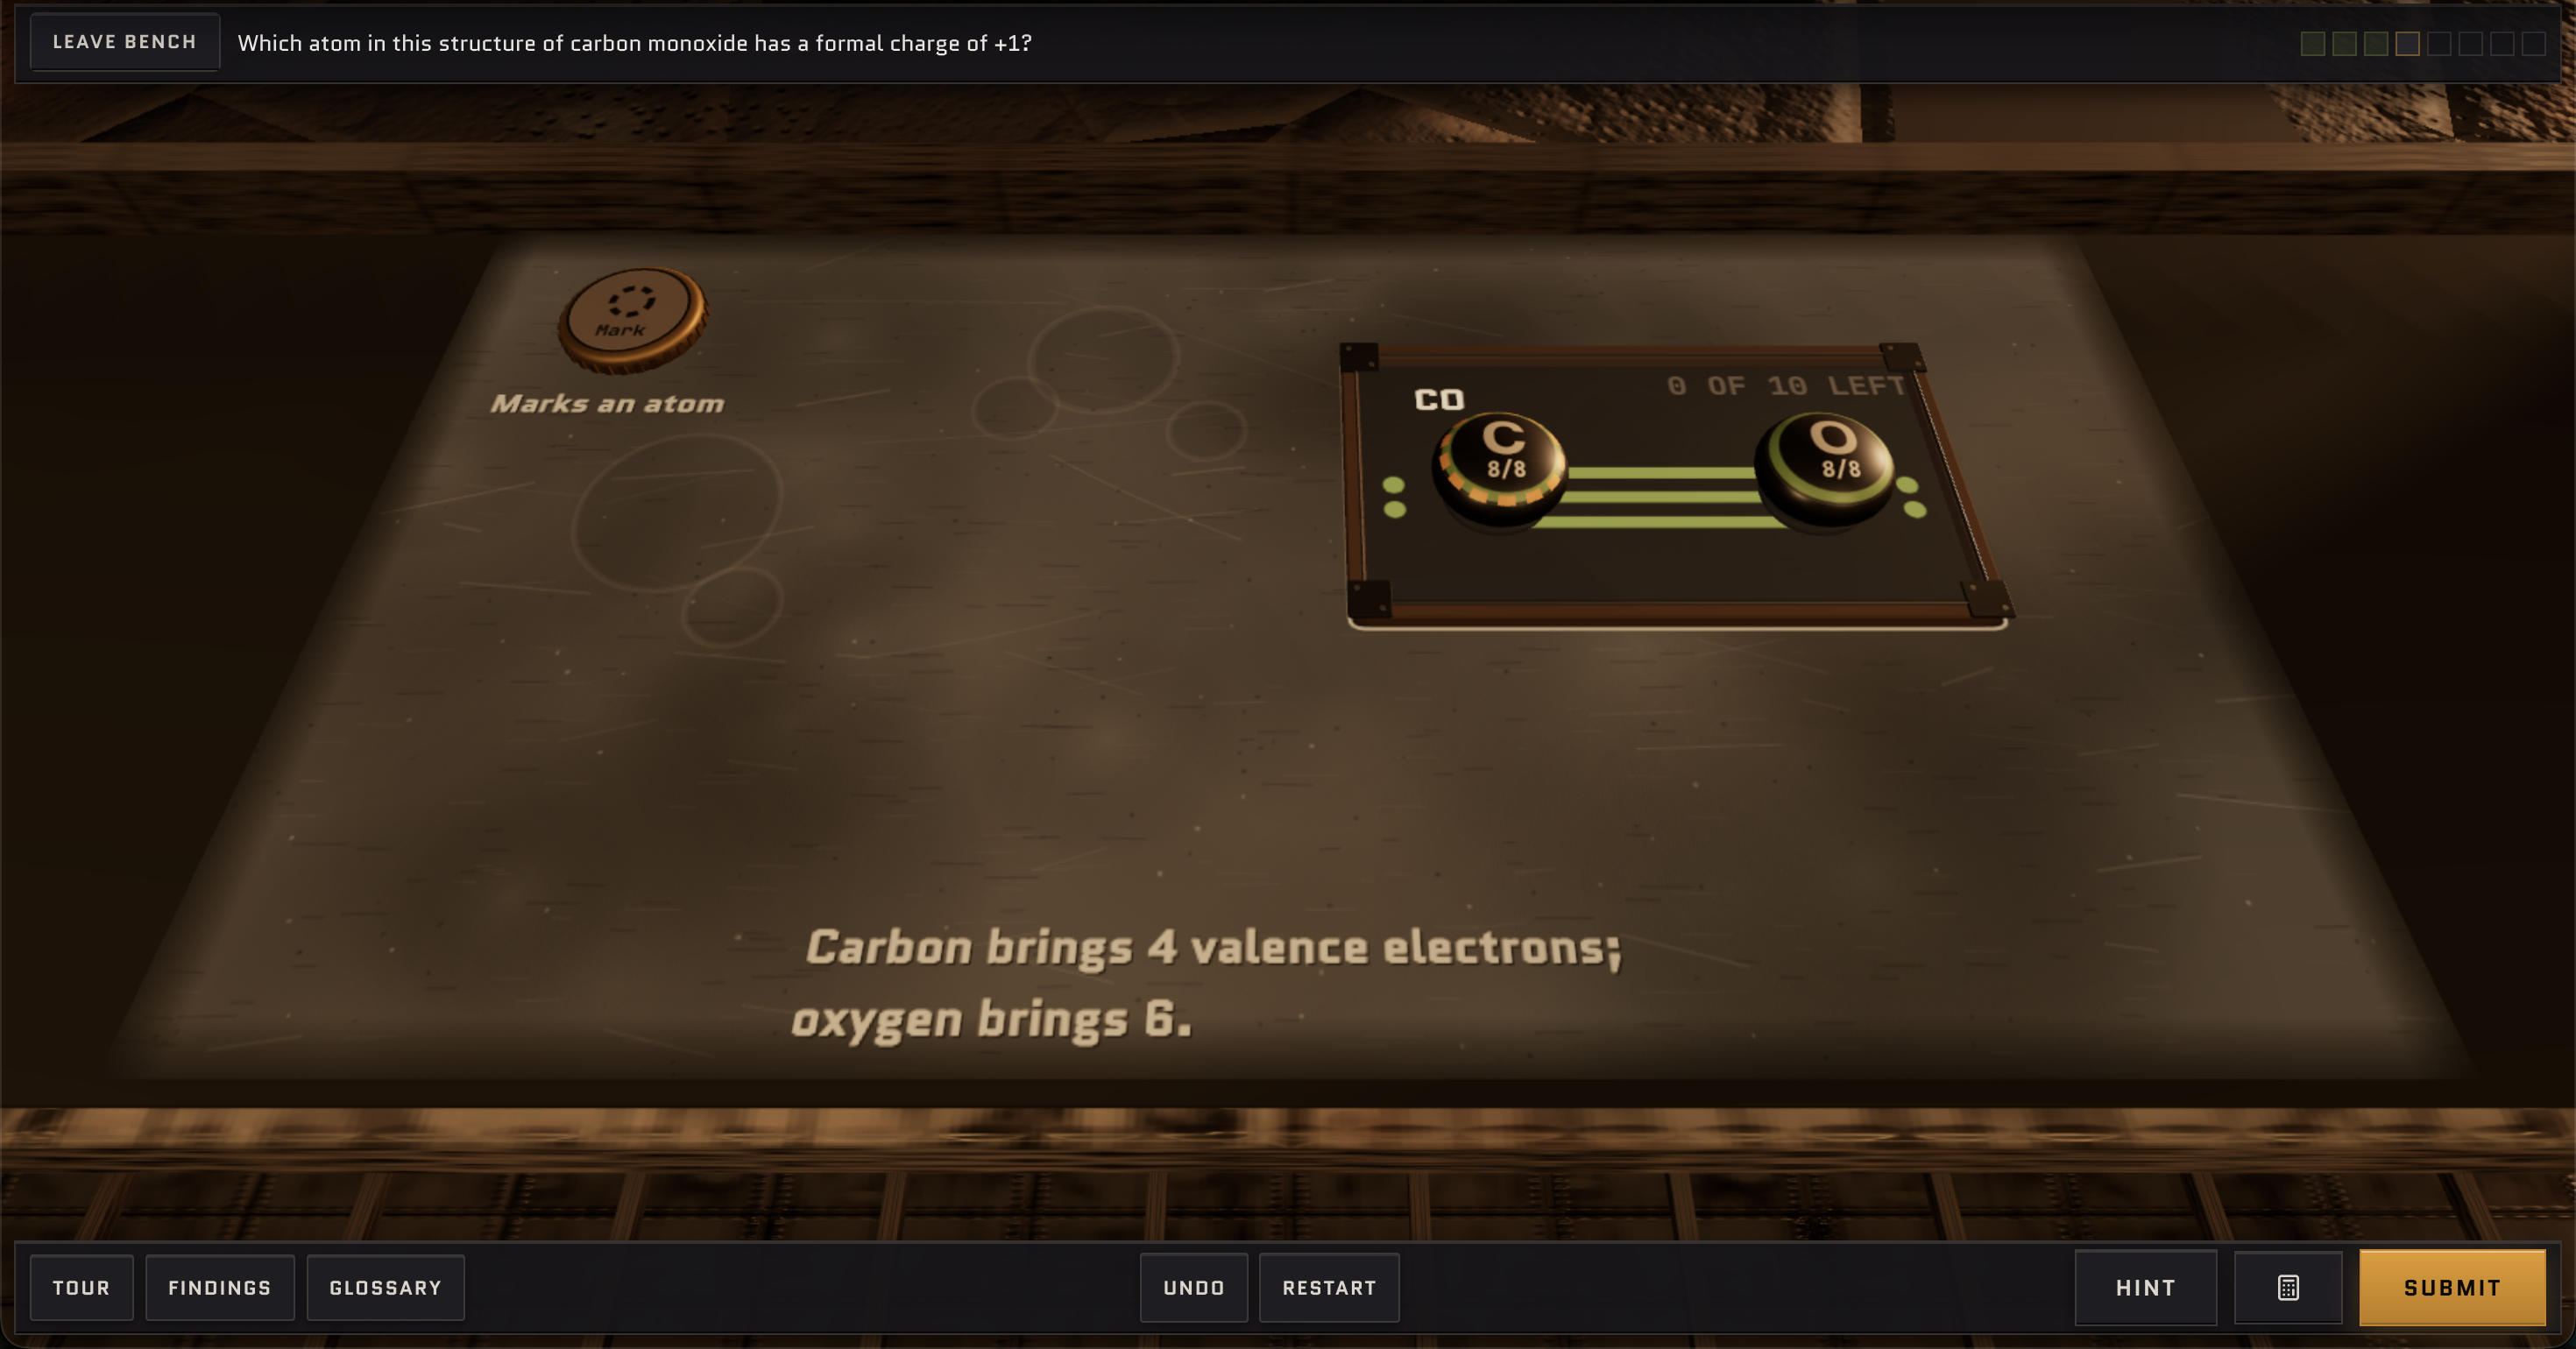 LEAVE BENCH
Which atom in this structure of carbon monoxide has a formal charge of +1?
Mark
Marks an atom
CO
0 OF 10 LEFT
C
8/8
O
8/8
Carbon brings 4 valence electrons;
oxygen brings 6.
TOUR
FINDINGS
GLOSSARY
UNDO
RESTART
HINT
SUBMIT